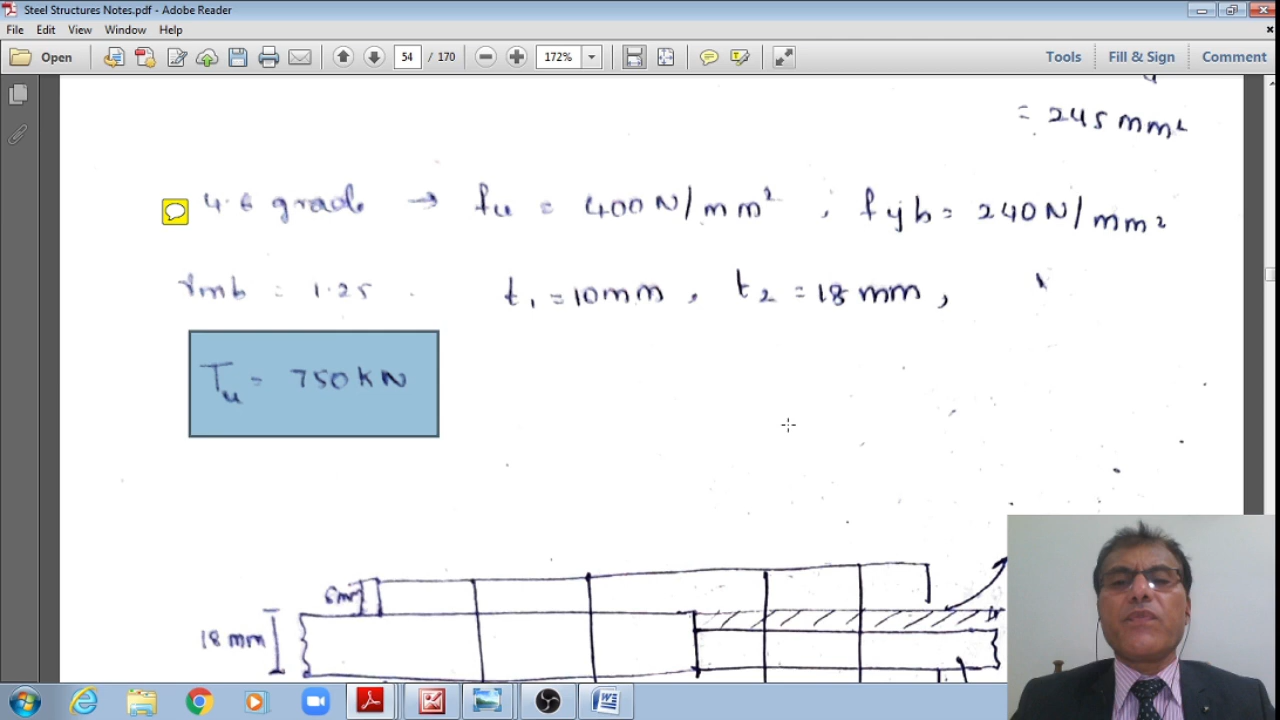 Steel Structures Notes.pdf - Adobe Reader
File Edit View Window Help
Open 54 / 170 172% Tools Fill & Sign Comment
= 245 mm²
4.6 grade → fu = 400 N/mm² ; fyb = 240 N/mm²
γmb = 1.25 . t₁ = 10mm , t₂ = 18 mm ,
Tu = 750 KN
6mm
18 mm